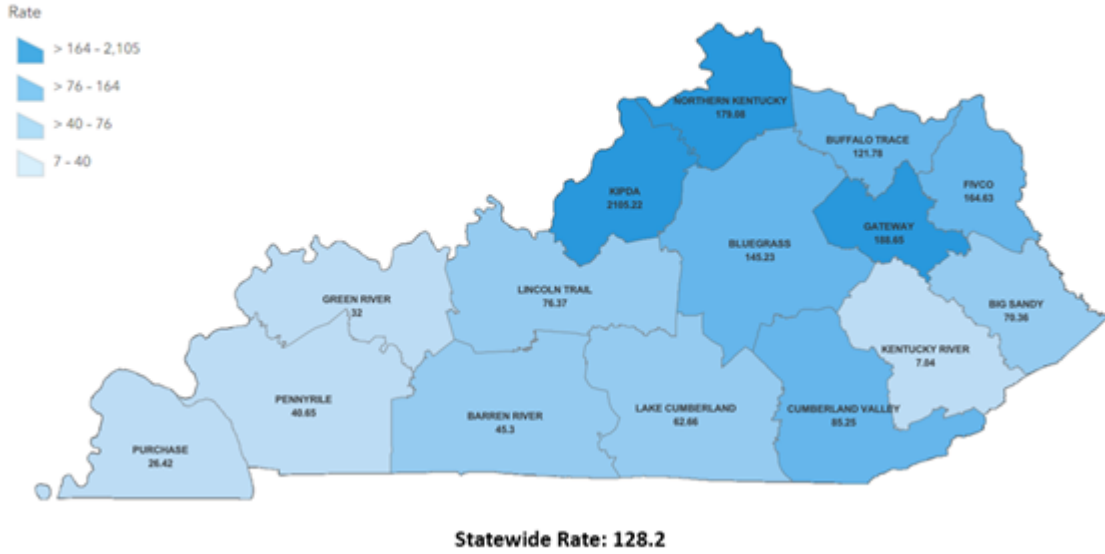 Rate
> 164 - 2,105
> 76 - 164
> 40 - 76
7 - 40
NORTHERN KENTUCKY
179.08
BUFFALO TRACE
121.78
FIVCO
164.63
KIPDA
2105.22
GATEWAY
188.65
BLUEGRASS
145.23
LINCOLN TRAIL
76.37
GREEN RIVER
32
BIG SANDY
70.36
KENTUCKY RIVER
7.04
PENNYRILE
40.65
BARREN RIVER
45.3
LAKE CUMBERLAND
62.66
CUMBERLAND VALLEY
85.25
PURCHASE
26.42
Statewide Rate: 128.2